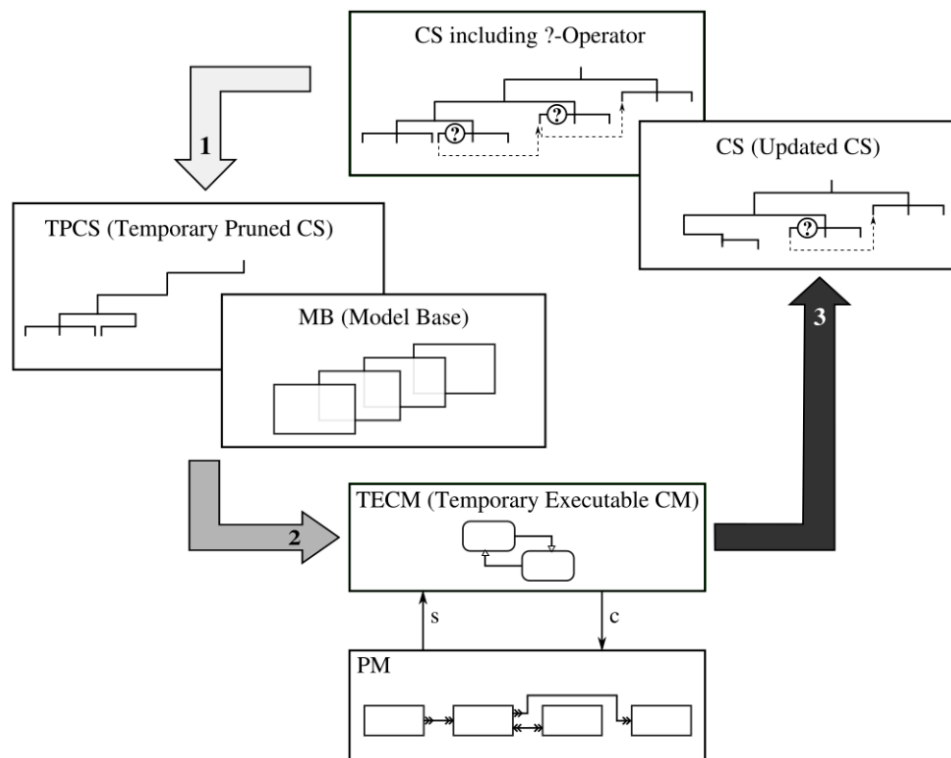 CS including ?-Operator
?
?
CS (Updated CS)
?
1
TPCS (Temporary Pruned CS)
MB (Model Base)
3
2
TECM (Temporary Executable CM)
s
c
PM